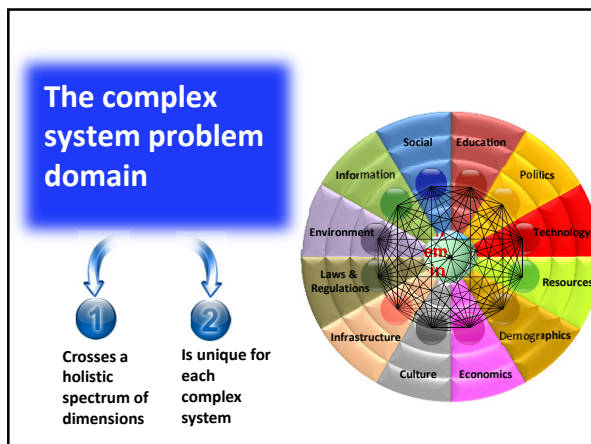 The complex
system problem
domain
1
2
Crosses a
holistic
spectrum of
dimensions
Is unique for
each
complex
system
Social
Education
Information
Politics
Environment
Technology
Laws &
Regulations
Resources
Infrastructure
Demographics
Culture
Economics